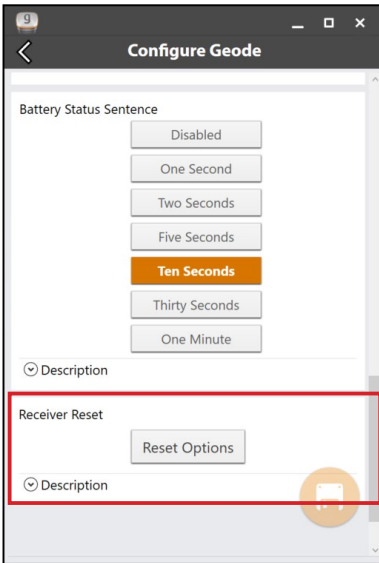 g
Configure Geode
Battery Status Sentence
Disabled
One Second
Two Seconds
Five Seconds
Ten Seconds
Thirty Seconds
One Minute
Description
Receiver Reset
Reset Options
Description